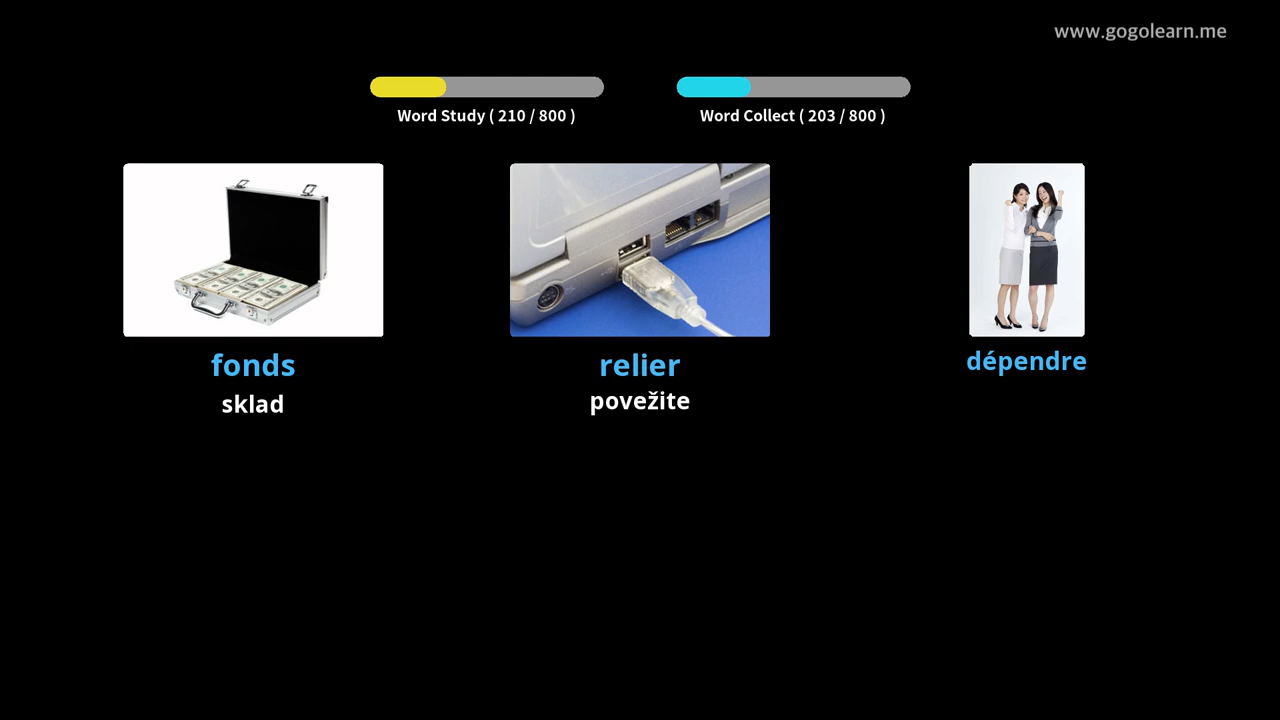 www.gogolearn.me
Word Study ( 210 / 800 )
Word Collect ( 203 / 800 )
fonds
sklad
relier
povežite
dépendre